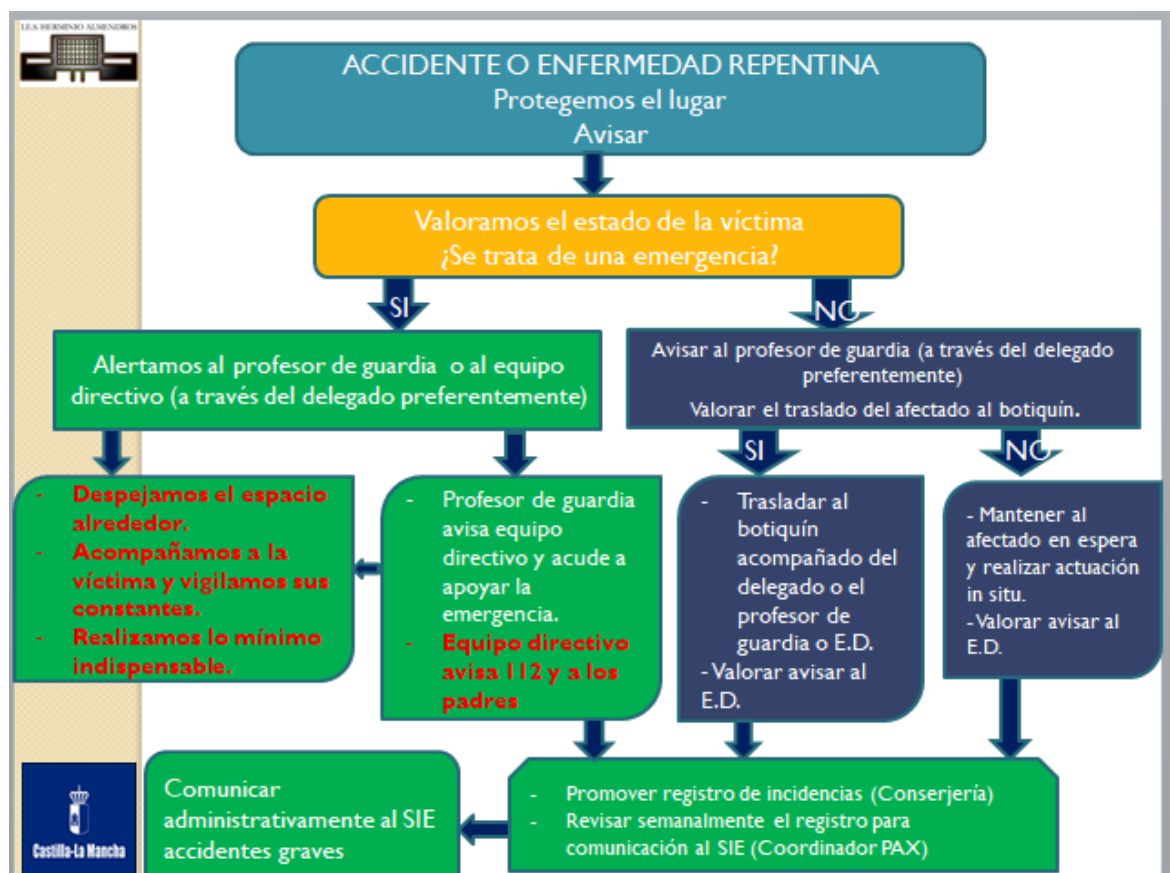 I.E.S. HERMINIO ALMENDROS
ACCIDENTE O ENFERMEDAD REPENTINA
Protegemos el lugar
Avisar
Valoramos el estado de la víctima
¿Se trata de una emergencia?
SI
NO
Alertamos al profesor de guardia o al equipo
directivo (a través del delegado preferentemente)
Avisar al profesor de guardia (a través del delegado
preferentemente)
Valorar el traslado del afectado al botiquín.
SI
NO
- Despejamos el espacio
alrededor.
- Acompañamos a la
víctima y vigilamos sus
constantes.
- Realizamos lo mínimo
indispensable.
- Profesor de guardia
avisa equipo
directivo y acude a
apoyar la
emergencia.
- Equipo directivo
avisa 112 y a los
padres
- Trasladar al
botiquín
acompañado del
delegado o el
profesor de
guardia o E.D.
- Valorar avisar al
E.D.
- Mantener al
afectado en espera
y realizar actuación
in situ.
- Valorar avisar al
E.D.
Comunicar
administrativamente al SIE
accidentes graves
- Promover registro de incidencias (Conserjería)
- Revisar semanalmente el registro para
comunicación al SIE (Coordinador PAX)
Castilla-La Mancha